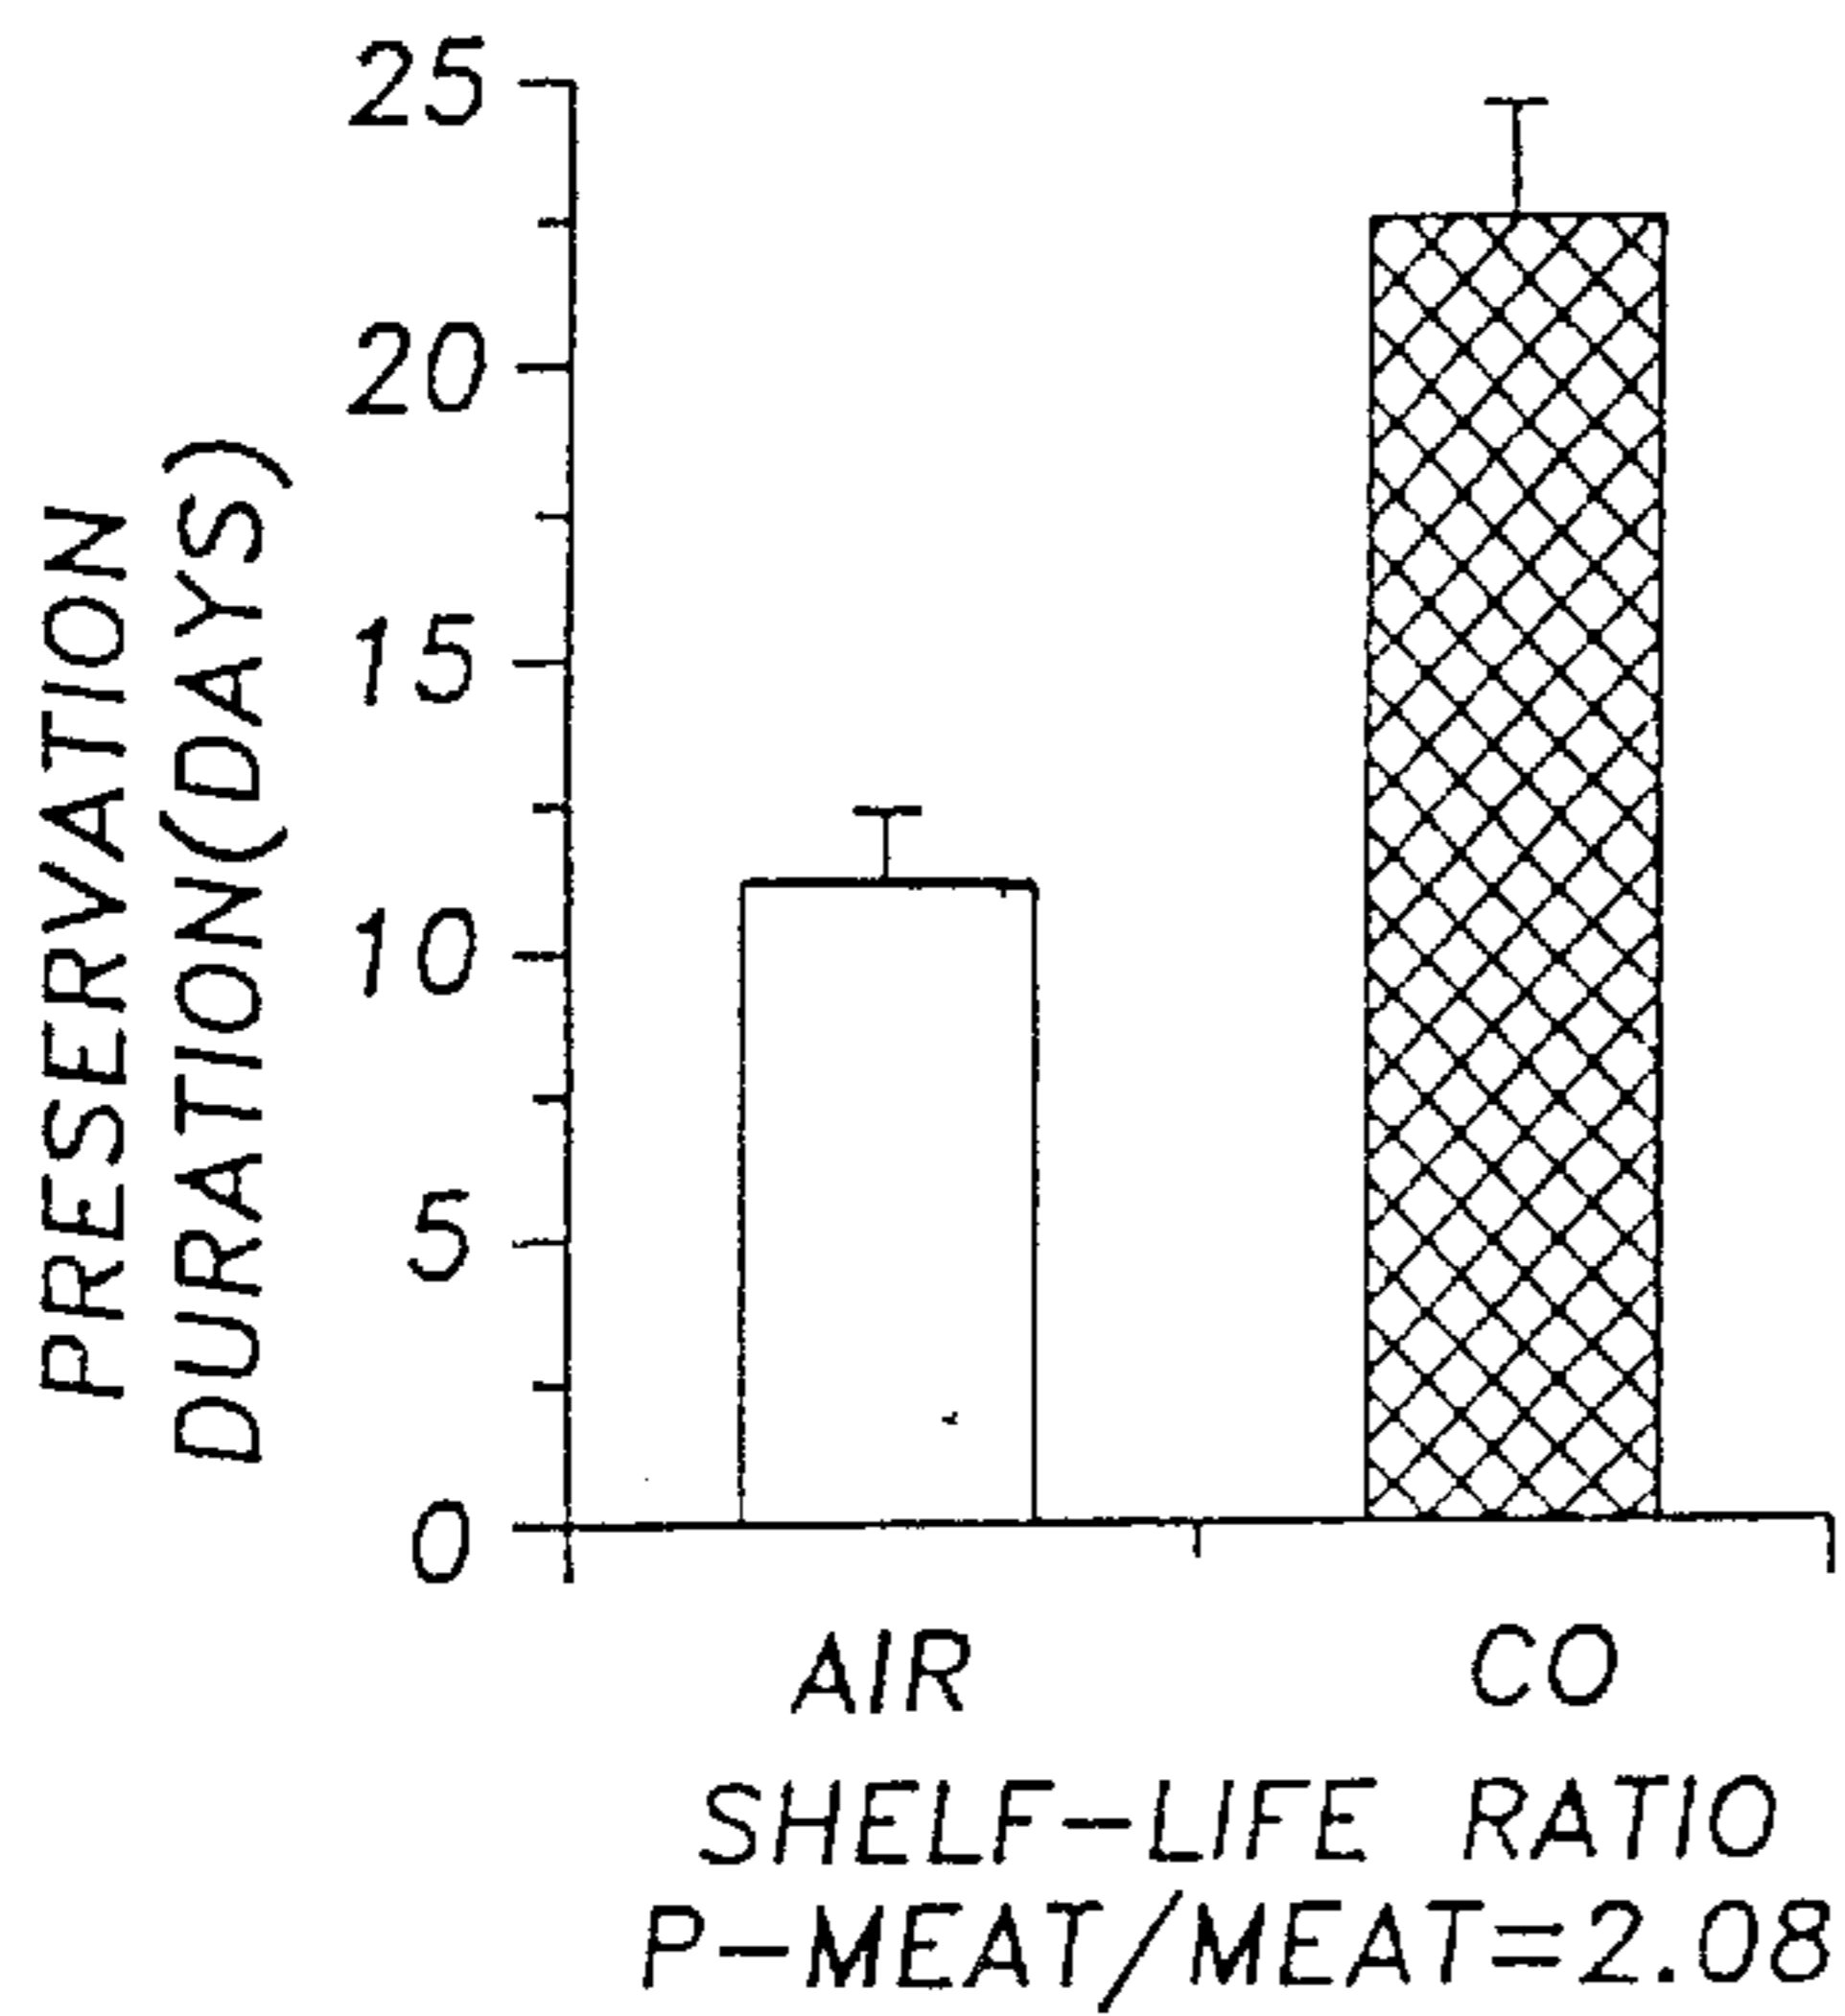 PRESERVATION
DURATION(DAYS)
25
20
15
10
5
0
AIR CO
SHELF-LIFE RATIO
P-MEAT/MEAT=2.08